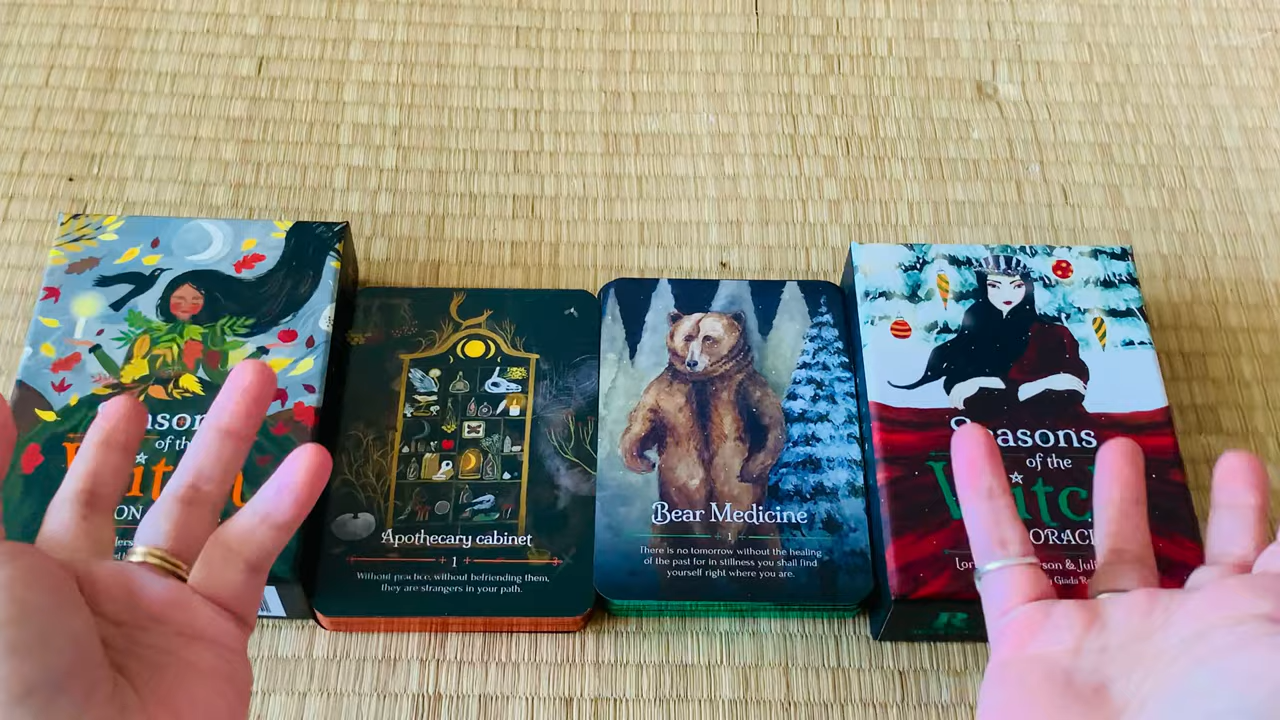 Seasons
of the
Apothecary cabinet
1
Without practice, without befriending them,
they are strangers in your path.
Bear Medicine
1
There is no tomorrow without the healing
of the past for in stillness you shall find
yourself right where you are.
Seasons
of the
Witch
ORACLE
R